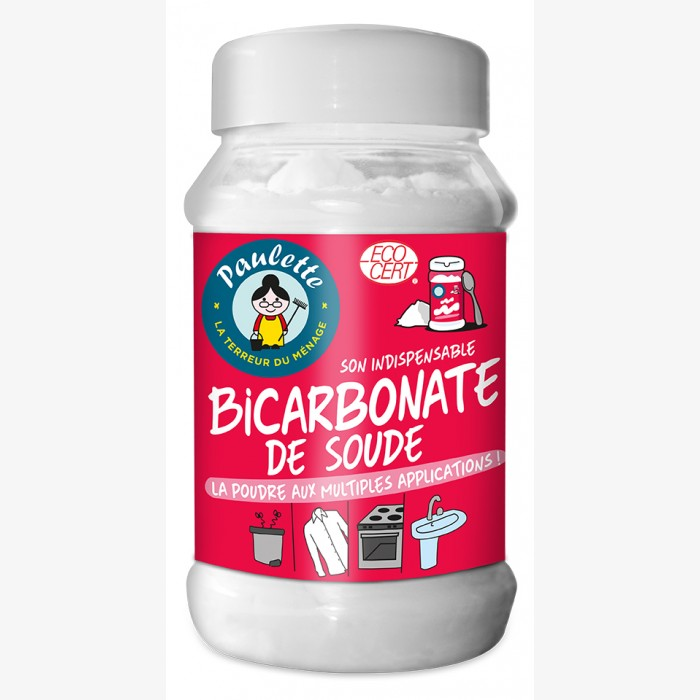 Paulette
LA TERREUR DU MÉNAGE
ECO
CERT
®
SON INDISPENSABLE
BiCARBONATE
DE SOUDE
LA POUDRE AUX MULTIPLES APPLICATIONS !